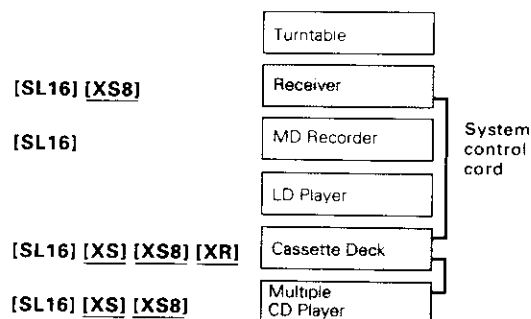 Turntable
[SL16] [XS8] Receiver
[SL16] MD Recorder
System
control
cord
LD Player
[SL16] [XS] [XS8] [XR] Cassette Deck
[SL16] [XS] [XS8] Multiple
CD Player